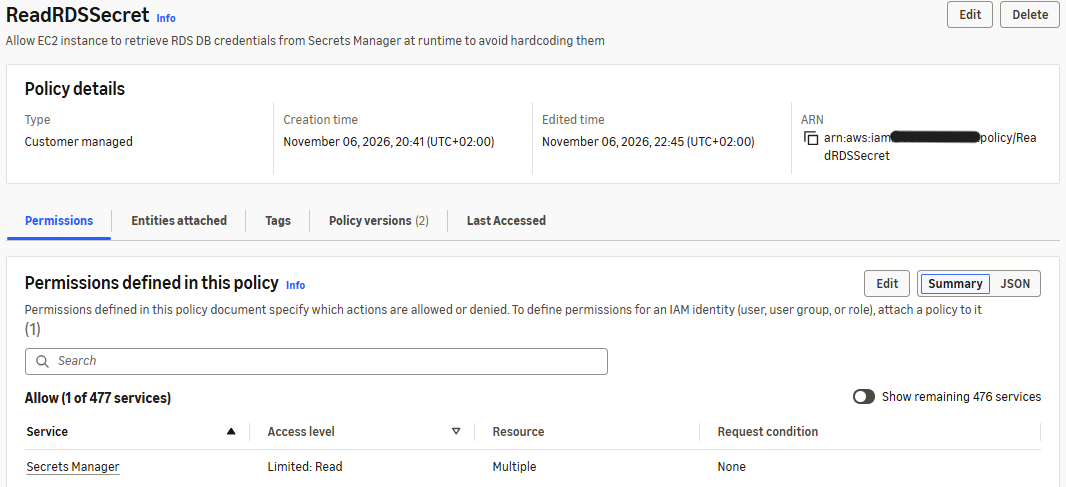 ReadRDSSecret Info
Edit
Delete
Allow EC2 instance to retrieve RDS DB credentials from Secrets Manager at runtime to avoid hardcoding them
Policy details
Type
Customer managed
Creation time
November 06, 2026, 20:41 (UTC+02:00)
Edited time
November 06, 2026, 22:45 (UTC+02:00)
ARN
arn:aws:iam policy/Rea
dRDSSecret
Permissions
Entities attached
Tags
Policy versions (2)
Last Accessed
Permissions defined in this policy Info
Edit
Summary
JSON
Permissions defined in this policy document specify which actions are allowed or denied. To define permissions for an IAM identity (user, user group, or role), attach a policy to it
(1)
Search
Allow (1 of 477 services)
Show remaining 476 services
Service
Access level
Resource
Request condition
Secrets Manager
Limited: Read
Multiple
None